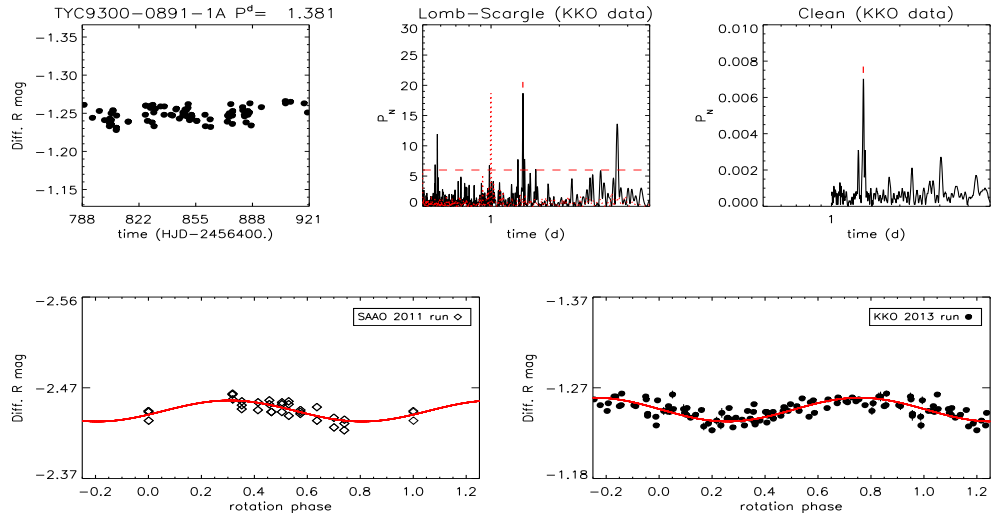 TYC9300-0891-1A P^d= 1.381
Diff. R mag
-1.36
-1.30
-1.25
-1.20
-1.15
788 822 855 888 921
time (HJD-2456400.)
Lomb-Scargle (KKO data)
P_N
30
25
20
15
10
5
0
1
time (d)
Clean (KKO data)
P_N
0.010
0.008
0.006
0.004
0.002
0.000
1
time (d)
SAAO 2011 run
Diff. R mag
-2.56
-2.47
-2.37
-0.2 0.0 0.2 0.4 0.6 0.8 1.0 1.2
rotation phase
KKO 2013 run
Diff. R mag
-1.37
-1.27
-1.18
-0.2 0.0 0.2 0.4 0.6 0.8 1.0 1.2
rotation phase